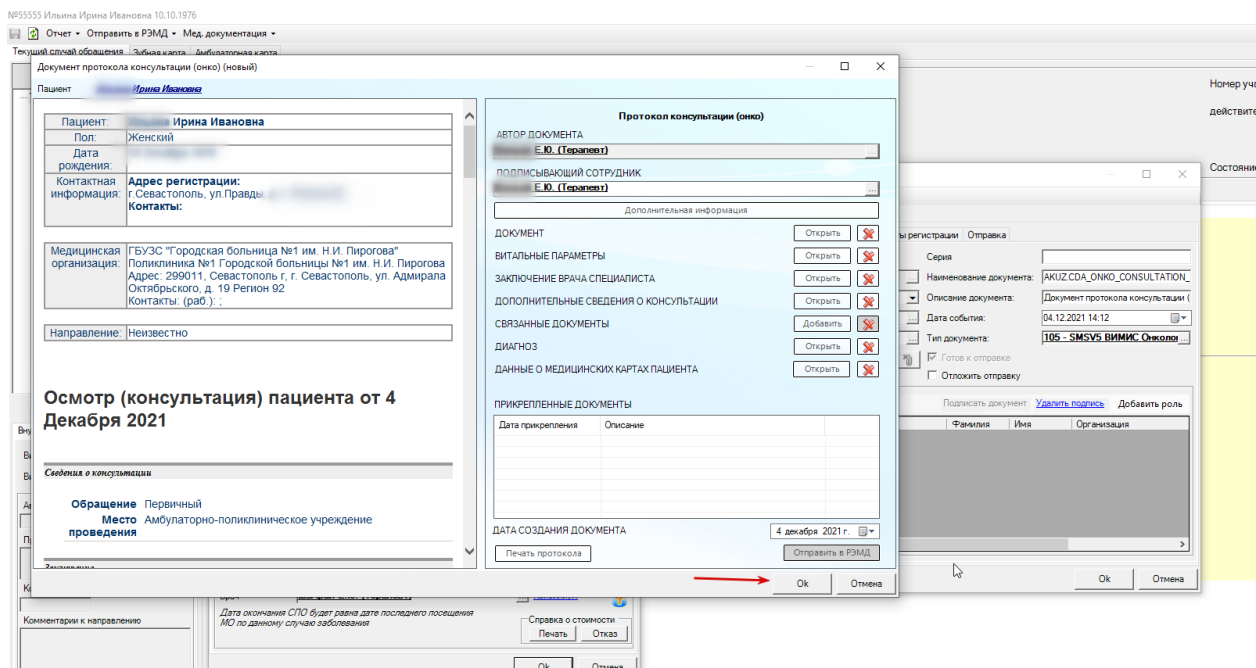 №55555 Ильина Ирина Ивановна 10.10.1976
Отчет Отправить в РЭМД Мед. документация
Текущий случай обращения Зубная карта Амбулаторная карта
Документ протокола консультации (онко) (новый)
Пациент Ирина Ивановна
Пациент: Ирина Ивановна
Пол: Женский
Дата рождения:
Контактная информация:
Адрес регистрации:
г.Севастополь, ул.Правды
Контакты:
Медицинская организация:
ГБУЗС "Городская больница №1 им. Н.И. Пирогова"
Поликлиника №1 Городской больницы №1 им. Н.И. Пирогова
Адрес: 299011, Севастополь г, г. Севастополь, ул. Адмирала
Октябрьского, д. 19 Регион 92
Контакты: (раб.): ;
Направление: Неизвестно
Осмотр (консультация) пациента от 4
Декабря 2021
Сведения о консультации
Обращение Первичный
Место проведения Амбулаторно-поликлиническое учреждение
Протокол консультации (онко)
АВТОР ДОКУМЕНТА
Е.Ю. (Терапевт) ...
ПОДПИСЫВАЮЩИЙ СОТРУДНИК
Е.Ю. (Терапевт) ...
Дополнительная информация
ДОКУМЕНТ Открыть
ВИТАЛЬНЫЕ ПАРАМЕТРЫ Открыть
ЗАКЛЮЧЕНИЕ ВРАЧА СПЕЦИАЛИСТА Открыть
ДОПОЛНИТЕЛЬНЫЕ СВЕДЕНИЯ О КОНСУЛЬТАЦИИ Открыть
СВЯЗАННЫЕ ДОКУМЕНТЫ Добавить
ДИАГНОЗ Открыть
ДАННЫЕ О МЕДИЦИНСКИХ КАРТАХ ПАЦИЕНТА Открыть
ПРИКРЕПЛЕННЫЕ ДОКУМЕНТЫ
Дата прикрепления Описание
ДАТА СОЗДАНИЯ ДОКУМЕНТА 4 декабря 2021 г.
Печать протокола Отправить в РЭМД
Ok Отмена
Номер уча
действите
Состояние
ы регистрации Отправка
Серия
Наименование документа: AKUZ.CDA_ONKO_CONSULTATION_
Описание документа: Документ протокола консультации (
Дата события: 04.12.2021 14:12
Тип документа: 105 - SMSV5 ВИМИС Онколо ...
Готов к отправке
Отложить отправку
Подписать документ Удалить подпись Добавить роль
Фамилия Имя Организация
Ok Отмена
Комментарии к направлению
Дата окончания СПО будет равна дате последнего посещения
МО по данному случаю заболевания
Справка о стоимости
Печать Отказ
Ok Отмена